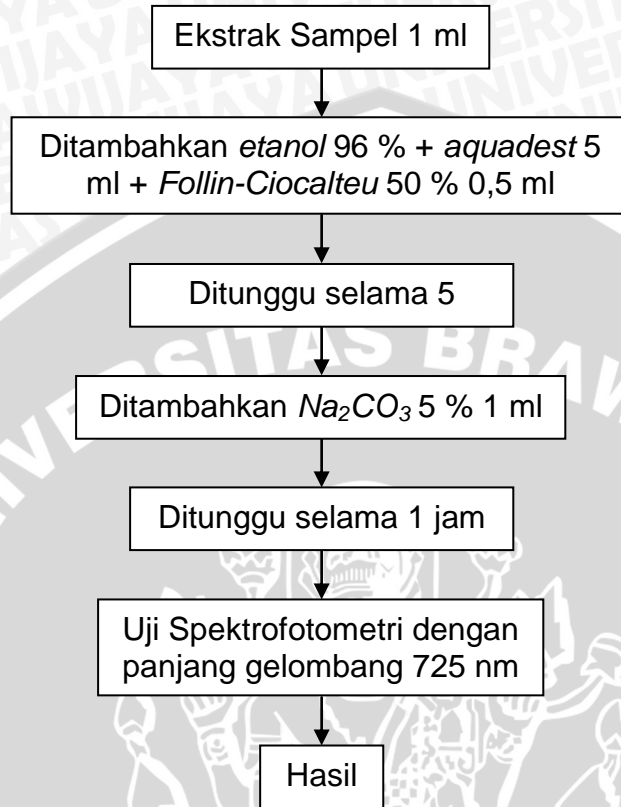 Ekstrak Sampel 1 ml
Ditambahkan etanol 96 % + aquadest 5
ml + Follin-Ciocalteu 50 % 0,5 ml
Ditunggu selama 5
Ditambahkan Na₂CO₃ 5 % 1 ml
Ditunggu selama 1 jam
Uji Spektrofotometri dengan
panjang gelombang 725 nm
Hasil